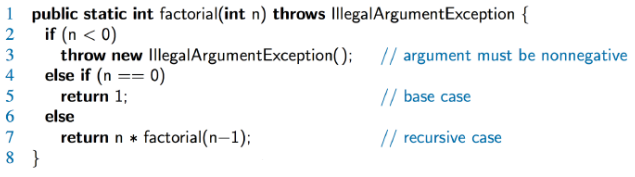 1 public static int factorial(int n) throws IllegalArgumentException {
2 if (n < 0)
3 throw new IllegalArgumentException(); // argument must be nonnegative
4 else if (n == 0)
5 return 1; // base case
6 else
7 return n * factorial(n−1); // recursive case
8 }